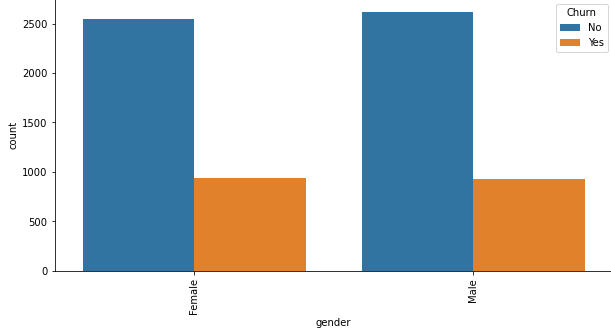 Churn
No
Yes
2500
2000
1500
1000
500
0
count
Female
Male
gender